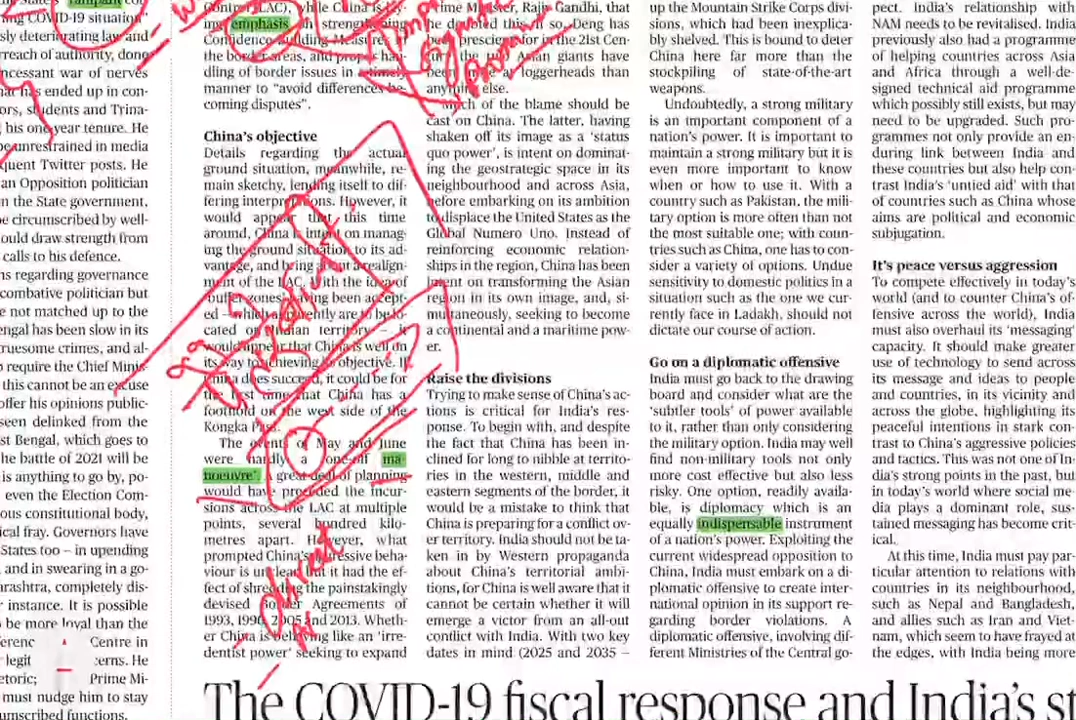 States rampant cor-
-19 situation"
sly deteriorating law and
rreach of authority, done
ncessant war of nerves
hat has ended up in con-
ors, students and Trina-
his one-year tenure. He
be unrestrained in media
quent Twitter posts. He
an Opposition politician
n the State government.
e circumscribed by well-
ould draw strength from
calls to his defence.
ns regarding governance
combative politician but
e not matched up to the
engal has been slow in its
ruesome crimes, and al-
o require the Chief Minis-
this cannot be an excuse
offer his opinions public-
seen delinked from the
st Bengal, which goes to
he battle of 2021 will be
is anything to go by, po-
even the Election Com-
ous constitutional body,
ical fray. Governors have
States too – in upending
and in swearing in a go-
arashtra, completely dis-
r instance. It is possible
o be more loyal than the
Centre in
legit
erns. He
etoric; Prime Mi-
must nudge him to stay
umscribed functions.
Control (LAC), while China is lay-
ing emphasis strengthening
Confidence Building Measures in
the border areas, and proper han-
dling of border issues in a timely
manner to "avoid differences be-
coming disputes".
China's objective
Details regarding the actual
ground situation, meanwhile, re-
main sketchy, lending itself to dif-
fering interpretations. However, it
would appear that this time
around, China is intent on manag-
ing the ground situation to its ad-
vantage, and bring about a realign-
ment of the LAC. With the idea of
'buffer zones' having been accept-
ed – which apparently are to be lo-
cated on Indian territory – it
would appear that China is well on
its way to achieving its objective. If
China does succeed, it could be for
the first time that China has a
foothold on the west side of the
Kongka Pass.
The events of May and June
were hardly a 'one-off ma-
noeuvre'. A great deal of planning
would have preceded the incur-
sions across the LAC at multiple
points, several hundred kilo-
metres apart. However, what
prompted China's aggressive beha-
viour is unclear but it had the ef-
fect of shredding the painstakingly
devised Border Agreements of
1993, 1996, 2005 and 2013. Wheth-
er China is behaving like an 'irre-
dentist power' seeking to expand
Prime Minister, Rajiv Gandhi, that
he doubted this so. Deng has
been prescient for in the 21st Cen-
tury the two Asian giants have
been more at loggerheads than
anything else.
Much of the blame should be
cast on China. The latter, having
shaken off its image as a 'status
quo power', is intent on dominat-
ing the geostrategic space in its
neighbourhood and across Asia,
before embarking on its ambition
to displace the United States as the
Global Numero Uno. Instead of
reinforcing economic relation-
ships in the region, China has been
intent on transforming the Asian
region in its own image, and, si-
multaneously, seeking to become
a continental and a maritime pow-
er.
Raise the divisions
Trying to make sense of China's ac-
tions is critical for India's res-
ponse. To begin with, and despite
the fact that China has been in-
clined for long to nibble at territo-
ries in the western, middle and
eastern segments of the border, it
would be a mistake to think that
China is preparing for a conflict ov-
er territory. India should not be ta-
ken in by Western propaganda
about China's territorial ambi-
tions, for China is well aware that it
cannot be certain whether it will
emerge a victor from an all-out
conflict with India. With two key
dates in mind (2025 and 2035 –
up the Mountain Strike Corps divi-
sions, which had been inexplica-
bly shelved. This is bound to deter
China here far more than the
stockpiling of state-of-the-art
weapons.
Undoubtedly, a strong military
is an important component of a
nation's power. It is important to
maintain a strong military but it is
even more important to know
when or how to use it. With a
country such as Pakistan, the mili-
tary option is more often than not
the most suitable one; with coun-
tries such as China, one has to con-
sider a variety of options. Undue
sensitivity to domestic politics in a
situation such as the one we cur-
rently face in Ladakh, should not
dictate our course of action.
Go on a diplomatic offensive
India must go back to the drawing
board and consider what are the
'subtler tools' of power available
to it, rather than only considering
the military option. India may well
find non-military tools not only
more cost effective but also less
risky. One option, readily availa-
ble, is diplomacy which is an
equally indispensable instrument
of a nation's power. Exploiting the
current widespread opposition to
China, India must embark on a di-
plomatic offensive to create inter-
national opinion in its support re-
garding border violations. A
diplomatic offensive, involving dif-
ferent Ministries of the Central go-
pect. India's relationship with
NAM needs to be revitalised. India
previously also had a programme
of helping countries across Asia
and Africa through a well-de-
signed technical aid programme
which possibly still exists, but may
need to be upgraded. Such pro-
grammes not only provide an en-
during link between India and
these countries but also help con-
trast India's 'untied aid' with that
of countries such as China whose
aims are political and economic
subjugation.
It's peace versus aggression
To compete effectively in today's
world (and to counter China's of-
fensive across the world), India
must also overhaul its 'messaging'
capacity. It should make greater
use of technology to send across
its message and ideas to people
and countries, in its vicinity and
across the globe, highlighting its
peaceful intentions in stark con-
trast to China's aggressive policies
and tactics. This was not one of In-
dia's strong points in the past, but
in today's world where social me-
dia plays a dominant role, sus-
tained messaging has become crit-
ical.
At this time, India must pay par-
ticular attention to relations with
countries in its neighbourhood,
such as Nepal and Bangladesh,
and allies such as Iran and Viet-
nam, which seem to have frayed at
the edges, with India being more
The COVID-19 fiscal response and India's st